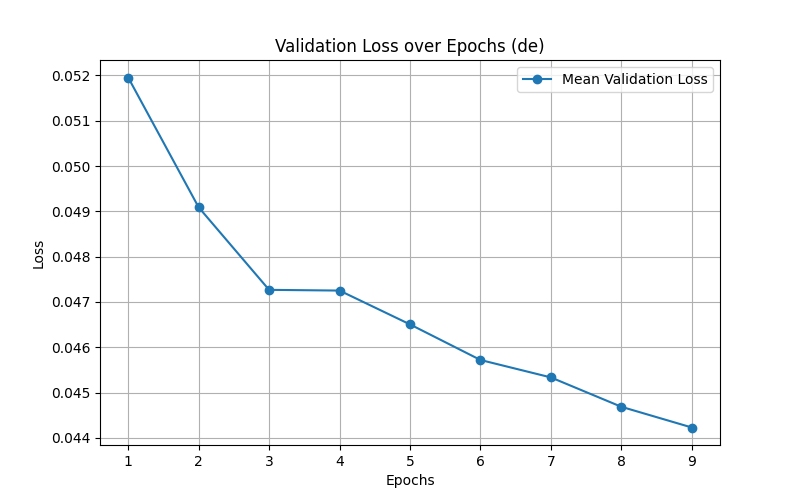 Validation Loss over Epochs (de)
Mean Validation Loss
Loss
0.052
0.051
0.050
0.049
0.048
0.047
0.046
0.045
0.044
1 2 3 4 5 6 7 8 9
Epochs